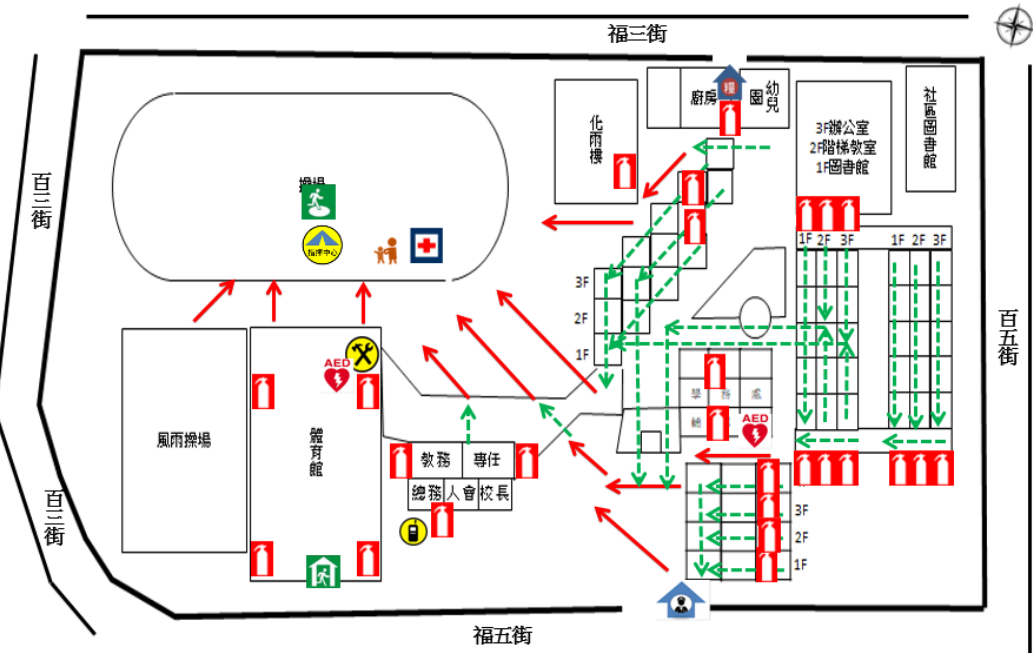 福三街
百三街
百三街
百五街
福五街
操場
指揮中心
化雨樓
廚房
糧
幼兒
園
3F辦公室
2F階梯教室
1F圖書館
社區圖書館
1F 2F 3F
1F 2F 3F
3F
2F
1F
學 務 處
輔
AED
AED
風雨操場
體育館
教務 專任
總務 人會 校長
3F
2F
1F